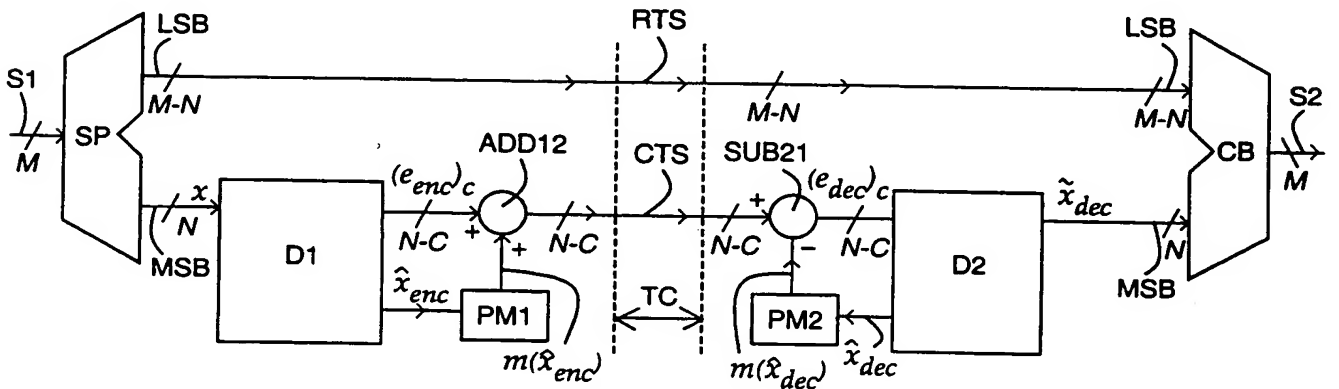 LSB
RTS
LSB
S1
M-N
M-N
M-N
S2
SP
CB
M
M
ADD12
CTS
SUB21
x
(e_enc)_c
+
+
+
N
N-C
N-C
N-C
+
−
(e_dec)_c
N-C
x̃̂_dec
N
MSB
D1
D2
MSB
x̂_enc
PM1
TC
PM2
x̂_dec
m(x̂_enc)
m(x̂_dec)